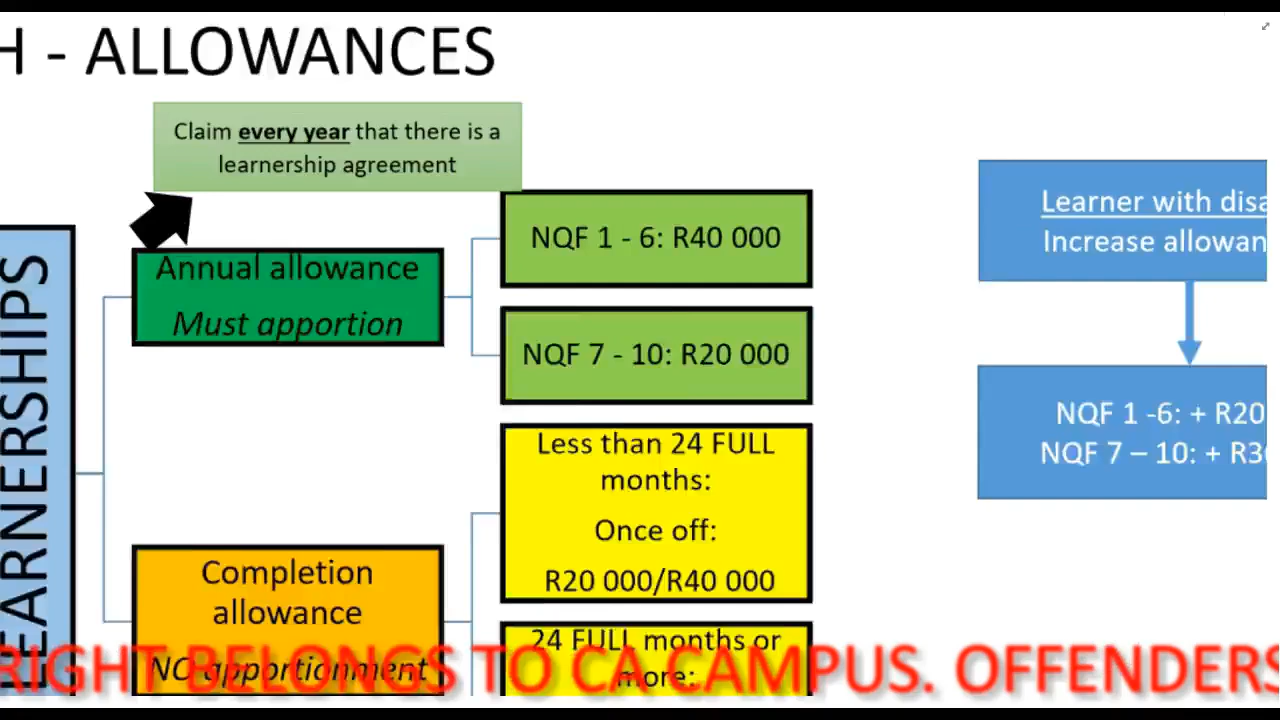 H - ALLOWANCES
Claim every year that there is a
learnership agreement
EARNERSHIPS
Annual allowance
Must apportion
NQF 1 - 6: R40 000
NQF 7 - 10: R20 000
Less than 24 FULL
months:
Once off:
R20 000/R40 000
Completion
allowance
NO apportionment
24 FULL months or
more:
Learner with disa
Increase allowan
NQF 1 -6: + R20
NQF 7 – 10: + R30
RIGHT BELONGS TO CA CAMPUS. OFFENDERS